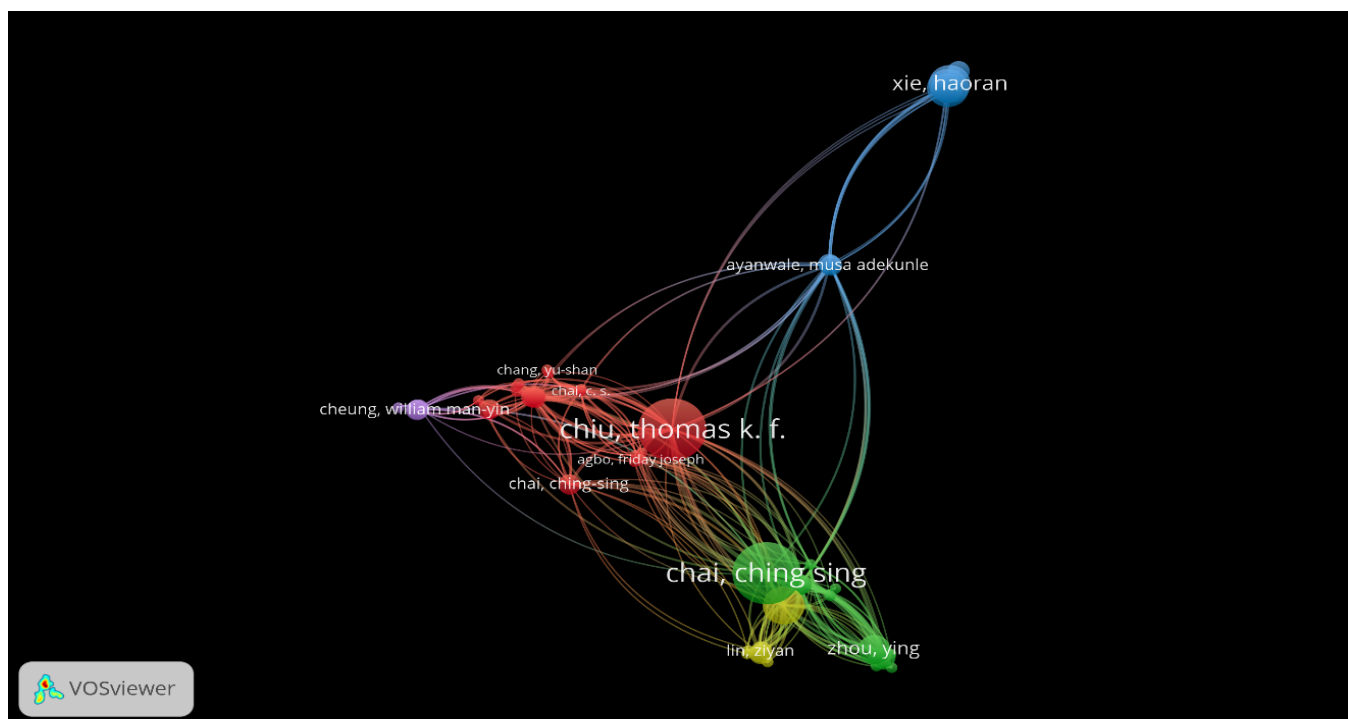 xie, haoran
ayanwale, musa adekunle
chang, yu-shan
chai, c. s.
cheung, william man-yin
chiu, thomas k. f.
agbo, friday joseph
chai, ching-sing
chai, ching sing
lin, ziyan
zhou, ying
VOSviewer